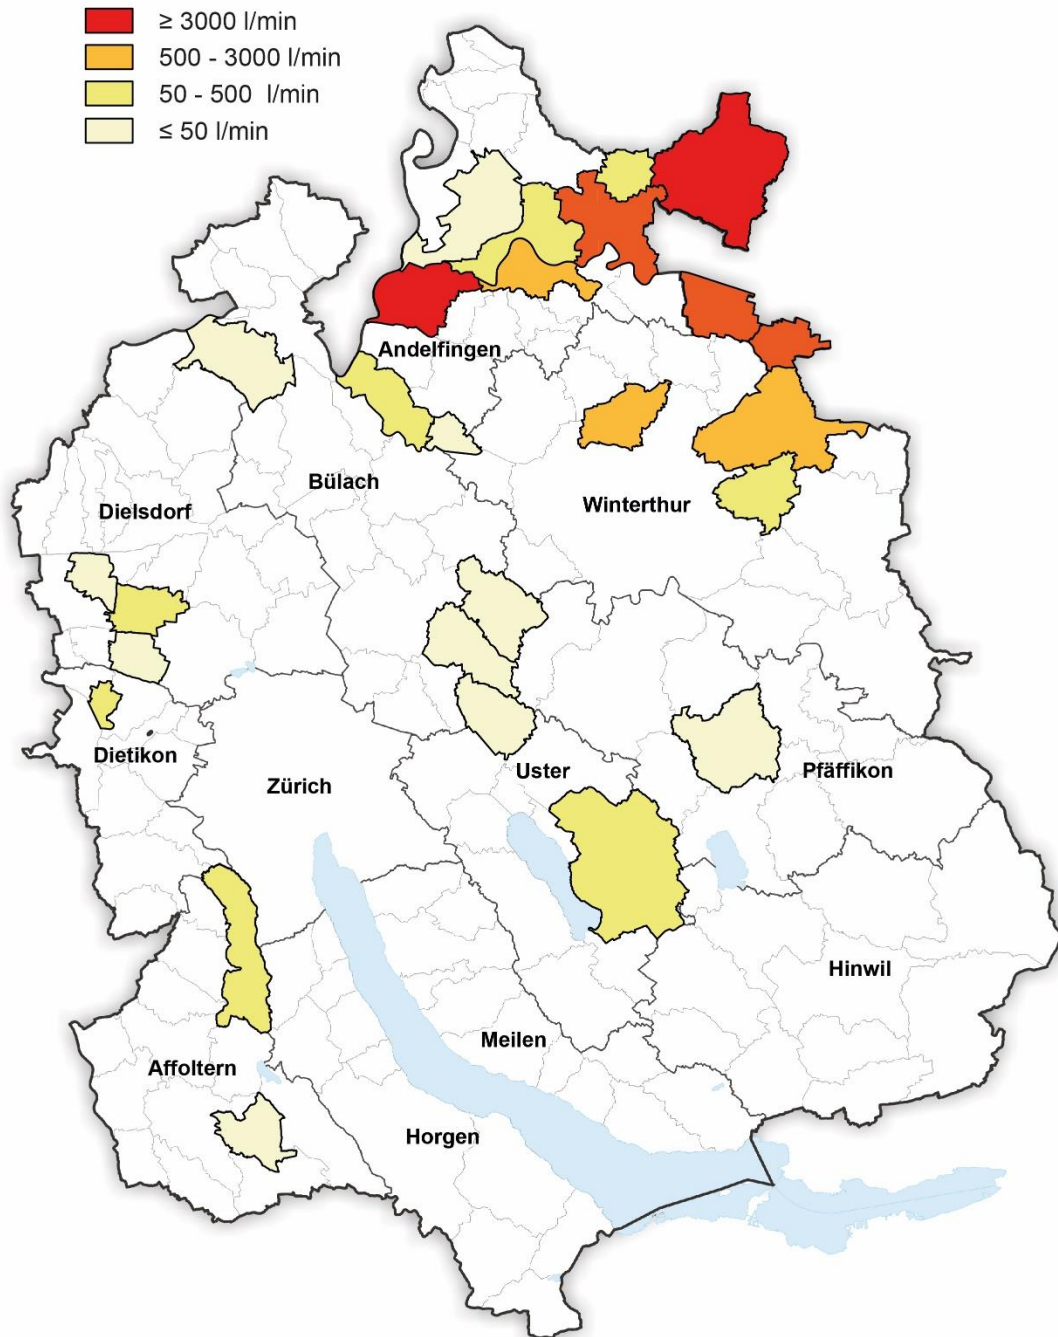 ≥ 3000 l/min
500 - 3000 l/min
50 - 500 l/min
≤ 50 l/min
Andelfingen
Bülach
Dielsdorf
Winterthur
Dietikon
Zürich
Uster
Pfäffikon
Hinwil
Meilen
Affoltern
Horgen